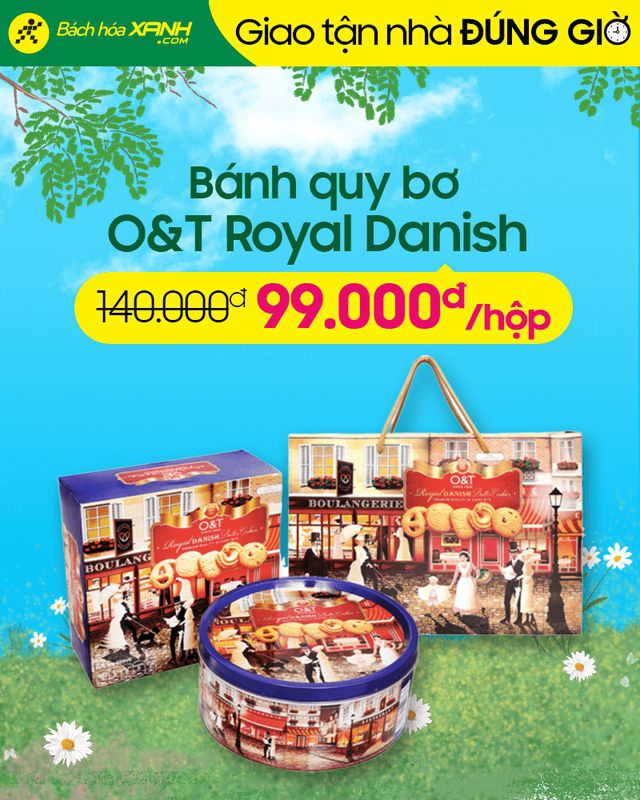 Bách hóa XANH
.COM
Giao tận nhà ĐÚNG GIỜ
Bánh quy bơ
O&T Royal Danish
140.000đ 99.000đ/hộp
O&T
Royal DANISH Butter Cookies
BOULANGERIE
O&T
Royal DANISH Butter Cookies
BOULANG
O&T
Royal DANISH Butter Cookies